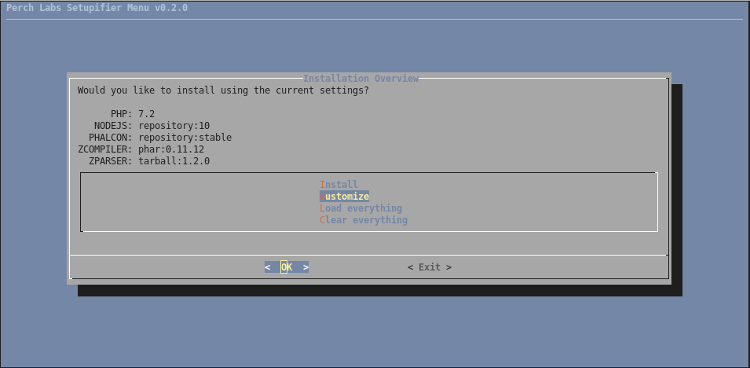 Perch Labs Setupifier Menu v0.2.0
Installation Overview
Would you like to install using the current settings?
PHP: 7.2
NODEJS: repository:10
PHALCON: repository:stable
ZCOMPILER: phar:0.11.12
ZPARSER: tarball:1.2.0
Install
Customize
Load everything
Clear everything
< OK > < Exit >